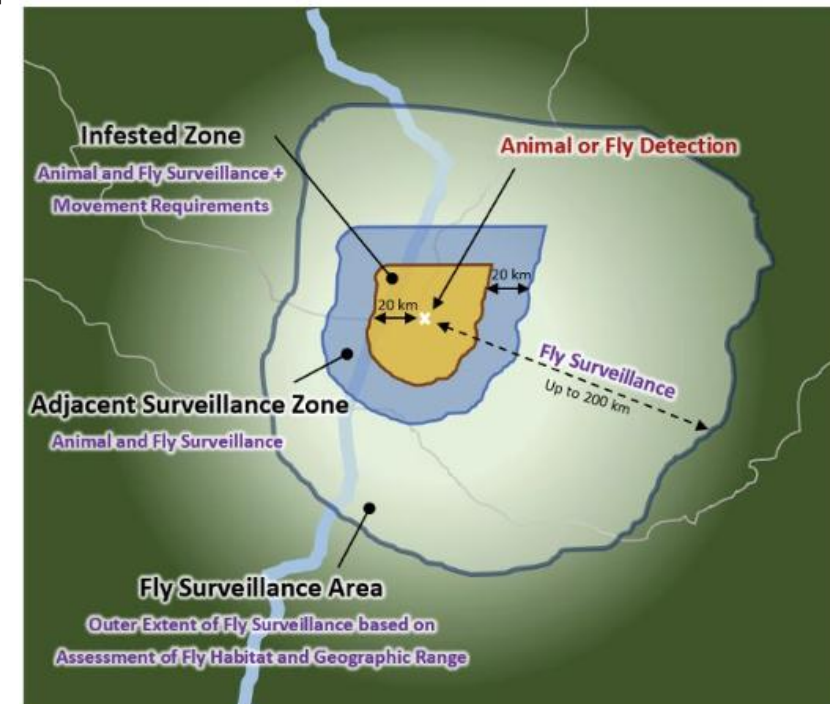 Infested Zone
Animal and Fly Surveillance +
Movement Requirements
Animal or Fly Detection
20 km
20 km
Fly Surveillance
Up to 200 km
Adjacent Surveillance Zone
Animal and Fly Surveillance
Fly Surveillance Area
Outer Extent of Fly Surveillance based on
Assessment of Fly Habitat and Geographic Range